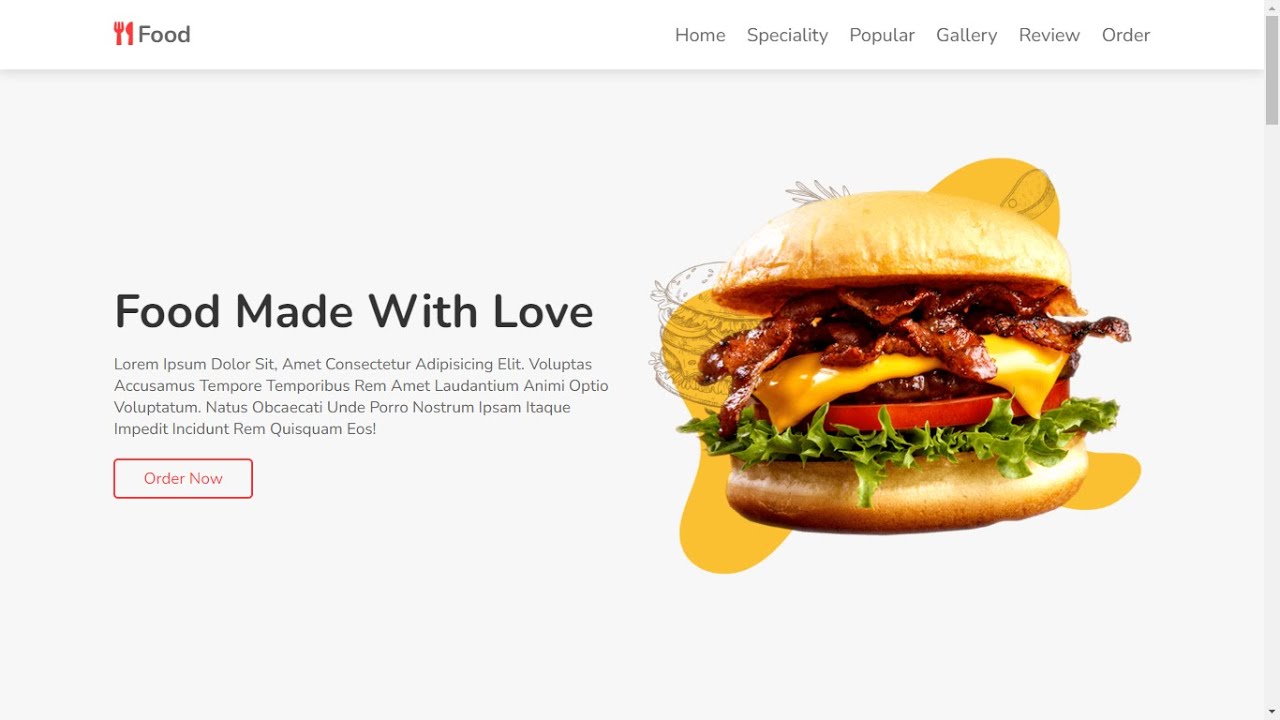 Food
Home Speciality Popular Gallery Review Order
Food Made With Love
Lorem Ipsum Dolor Sit, Amet Consectetur Adipisicing Elit. Voluptas
Accusamus Tempore Temporibus Rem Amet Laudantium Animi Optio
Voluptatum. Natus Obcaecati Unde Porro Nostrum Ipsam Itaque
Impedit Incidunt Rem Quisquam Eos!
Order Now